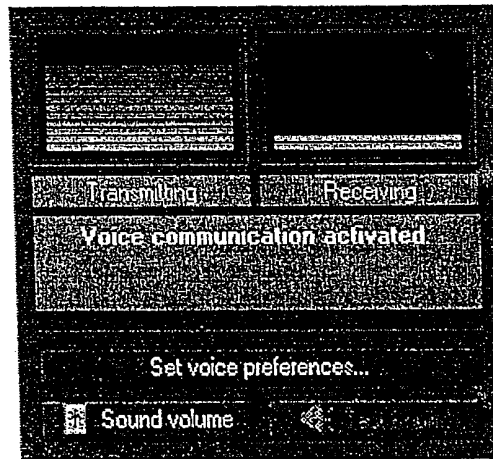 Transmitting... Receiving
Voice communication activated
Set voice preferences...
Sound volume